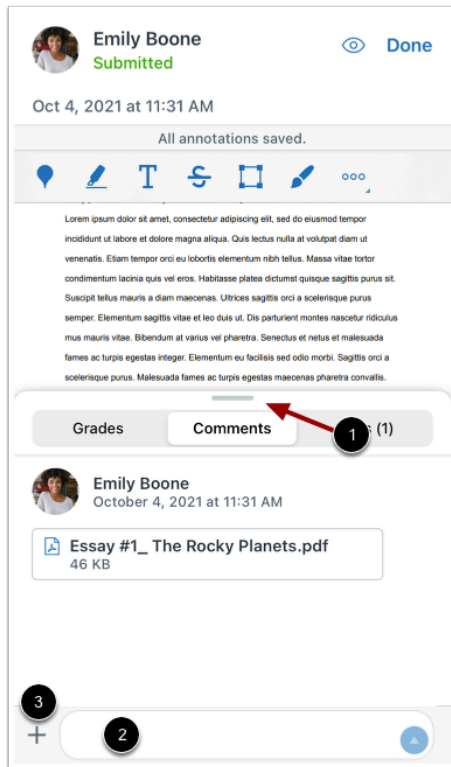 Emily Boone
Done
Submitted
Oct 4, 2021 at 11:31 AM
All annotations saved.
T S
Lorem ipsum dolor sit amet, consectetur adipiscing elit, sed do eiusmod tempor
incididunt ut labore et dolore magna aliqua. Quis lectus nulla at volutpat diam ut
venenatis. Etiam tempor orci eu lobortis elementum nibh tellus. Massa vitae tortor
condimentum lacinia quis vel eros. Habitasse platea dictumst quisque sagittis purus sit.
Suscipit tellus mauris a diam maecenas. Ultrices sagittis orci a scelerisque purus
semper. Elementum sagittis vitae et leo duis ut. Dis parturient montes nascetur ridiculus
mus mauris vitae. Bibendum at varius vel pharetra. Senectus et netus et malesuada
fames ac turpis egestas integer. Elementum eu facilisis sed odio morbi. Sagittis orci a
scelerisque purus. Malesuada fames ac turpis egestas maecenas pharetra convallis.
Grades Comments 1 (1)
Emily Boone
October 4, 2021 at 11:31 AM
Essay #1_ The Rocky Planets.pdf
46 KB
3
+ 2